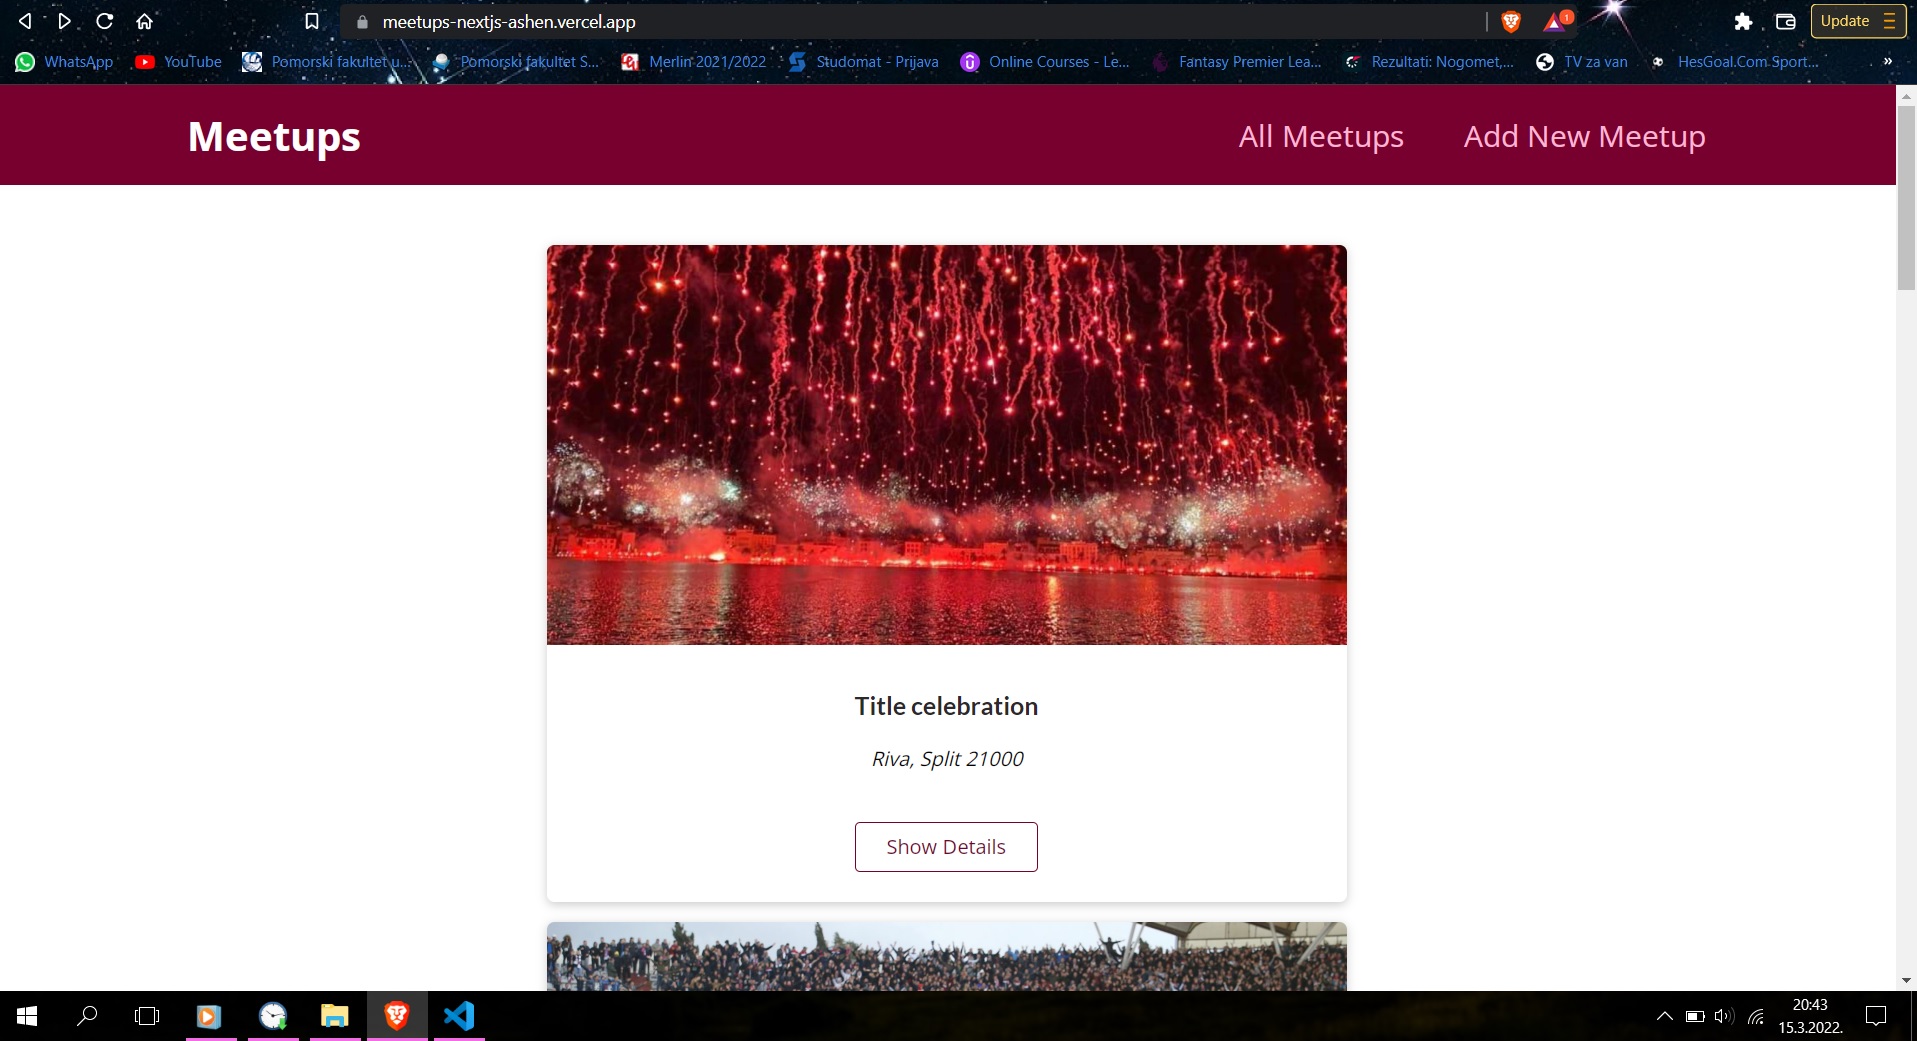 meetups-nextjs-ashen.vercel.app
1
Update
WhatsApp YouTube Pomorski fakultet u... Pomorski fakultet S... Merlin 2021/2022 Studomat - Prijava Online Courses - Le... Fantasy Premier Lea... Rezultati: Nogomet,... TV za van HesGoal.Com Sport... »
Meetups All Meetups Add New Meetup
Title celebration
Riva, Split 21000
Show Details
20:43
15.3.2022.